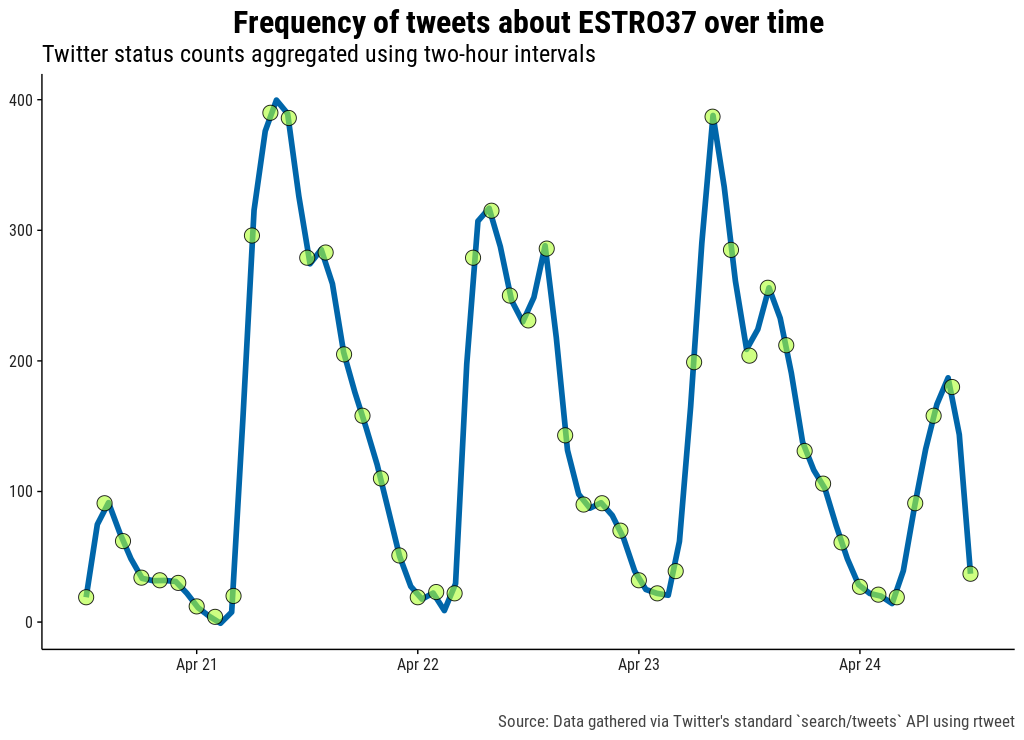 Frequency of tweets about ESTRO37 over time
Twitter status counts aggregated using two-hour intervals
400
300
200
100
0
Apr 21 Apr 22 Apr 23 Apr 24
Source: Data gathered via Twitter's standard `search/tweets` API using rtweet